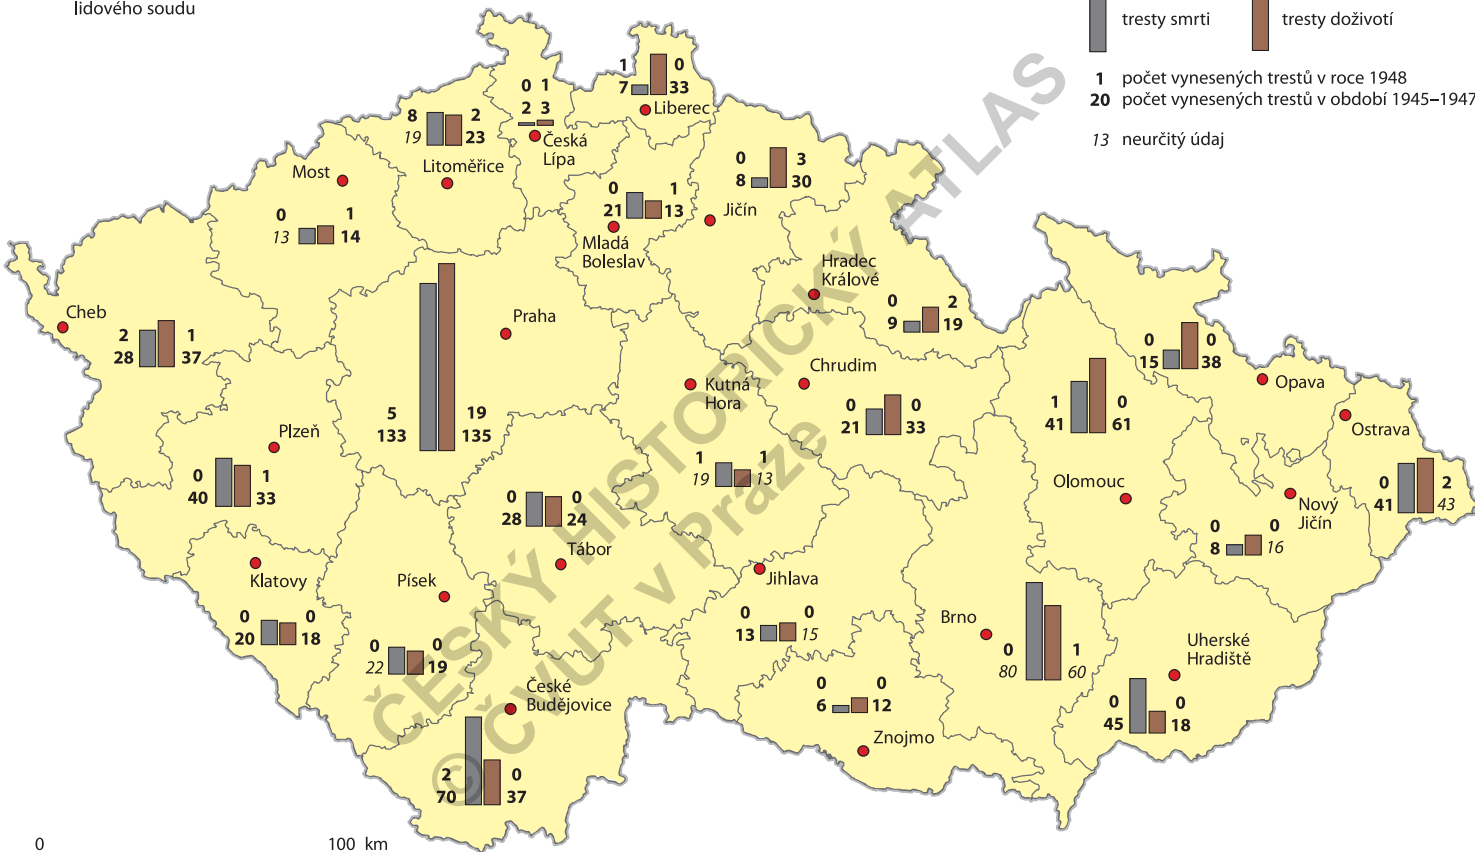 lidového soudu
tresty smrti
tresty doživotí
1 počet vynesených trestů v roce 1948
20 počet vynesených trestů v období 1945–1947
13 neurčitý údaj
1 0
7 33
Liberec
0 1
2 3
Česká
Lípa
8 2
19 23
Litoměřice
Most
0 1
13 14
0 3
8 30
Jičín
0 1
21 13
Mladá
Boleslav
Hradec
Králové
0 2
9 19
Cheb
2 1
28 37
Praha
5 19
133 135
Kutná
Hora
1 1
19 13
Chrudim
0 0
21 33
0 0
15 38
Opava
1 0
41 61
Olomouc
Ostrava
0 2
41 43
Plzeň
0 1
40 33
0 0
28 24
Tábor
Nový
Jičín
0 0
8 16
Klatovy
0 0
20 18
Písek
0 0
22 19
Jihlava
0 0
13 15
Brno
0 1
80 60
Uherské
Hradiště
0 0
45 18
České
Budějovice
2 0
70 37
0 0
6 12
Znojmo
0 100 km
ČESKÝ HISTORICKÝ ATLAS
© ČVUT v Praze